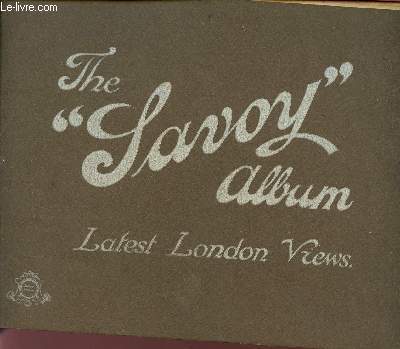 Le-livre.com
The
"Savoy"
Album
Latest London Views.